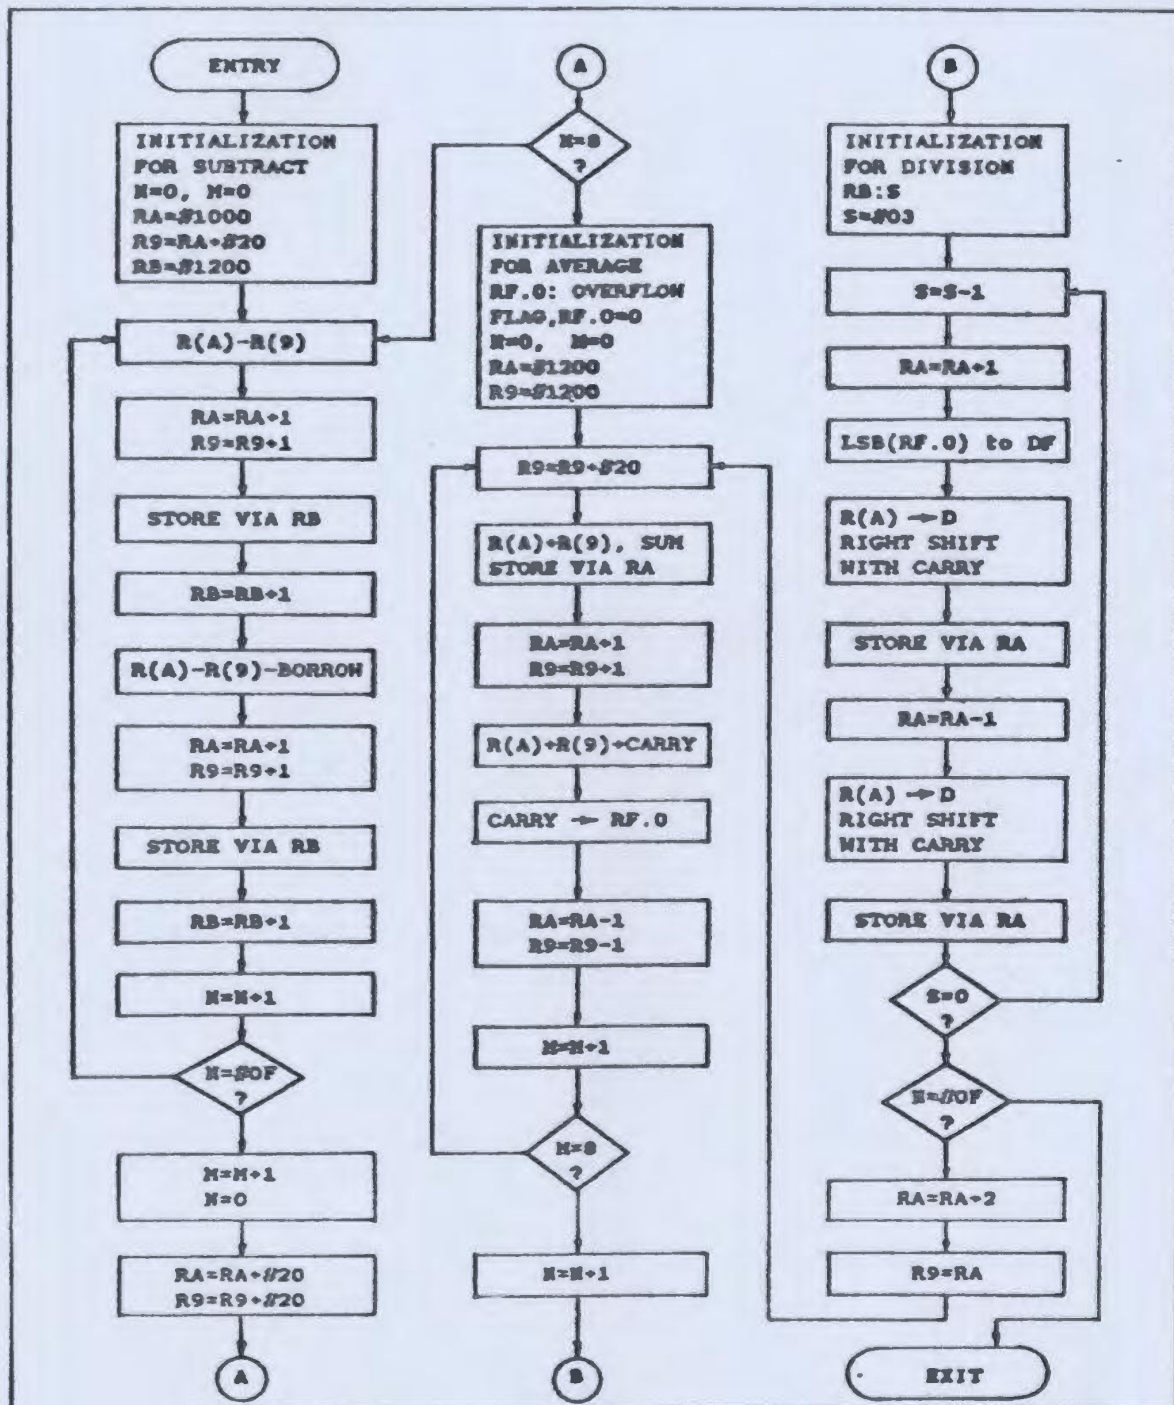 ENTRY
INITIALIZATION
FOR SUBTRACT
N=0, M=0
RA=#1000
R9=RA+#20
RB=#1200
R(A)-R(9)
RA=RA+1
R9=R9+1
STORE VIA RB
RB=RB+1
R(A)-R(9)-BORROW
RA=RA+1
R9=R9+1
STORE VIA RB
RB=RB+1
N=N+1
N=#0F
?
M=M+1
N=0
RA=RA+#20
R9=R9+#20
A
A
M=8
?
INITIALIZATION
FOR AVERAGE
RF.0: OVERFLOW
FLAG,RF.0=0
N=0, M=0
RA=#1200
R9=#1200
R9=R9+#20
R(A)+R(9), SUM
STORE VIA RA
RA=RA+1
R9=R9+1
R(A)+R(9)+CARRY
CARRY → RF.0
RA=RA-1
R9=R9-1
M=M+1
M=8
?
N=N+1
B
B
INITIALIZATION
FOR DIVISION
RB:S
S=#03
S=S-1
RA=RA+1
LSB(RF.0) to DF
R(A) → D
RIGHT SHIFT
WITH CARRY
STORE VIA RA
RA=RA-1
R(A) → D
RIGHT SHIFT
WITH CARRY
STORE VIA RA
S=0
?
N=#0F
?
RA=RA+2
R9=RA
EXIT